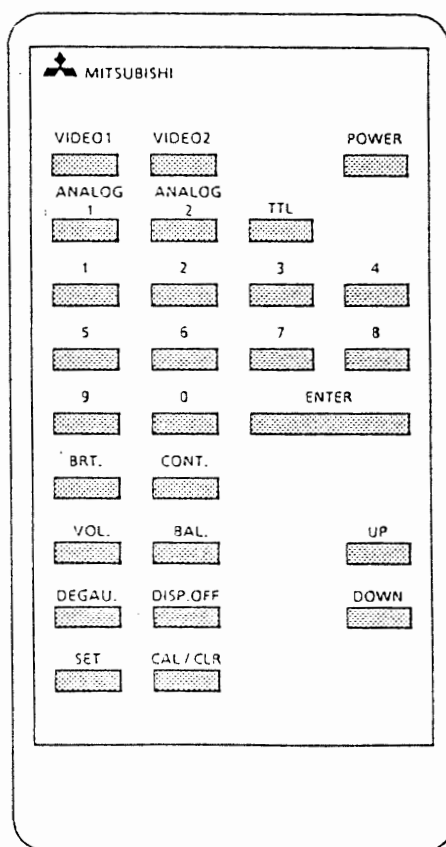 MITSUBISHI
VIDEO1 VIDEO2 POWER
ANALOG ANALOG
1 2 TTL
1 2 3 4
5 6 7 8
9 0 ENTER
BRT. CONT.
VOL. BAL. UP
DEGAU. DISP.OFF DOWN
SET CAL / CLR